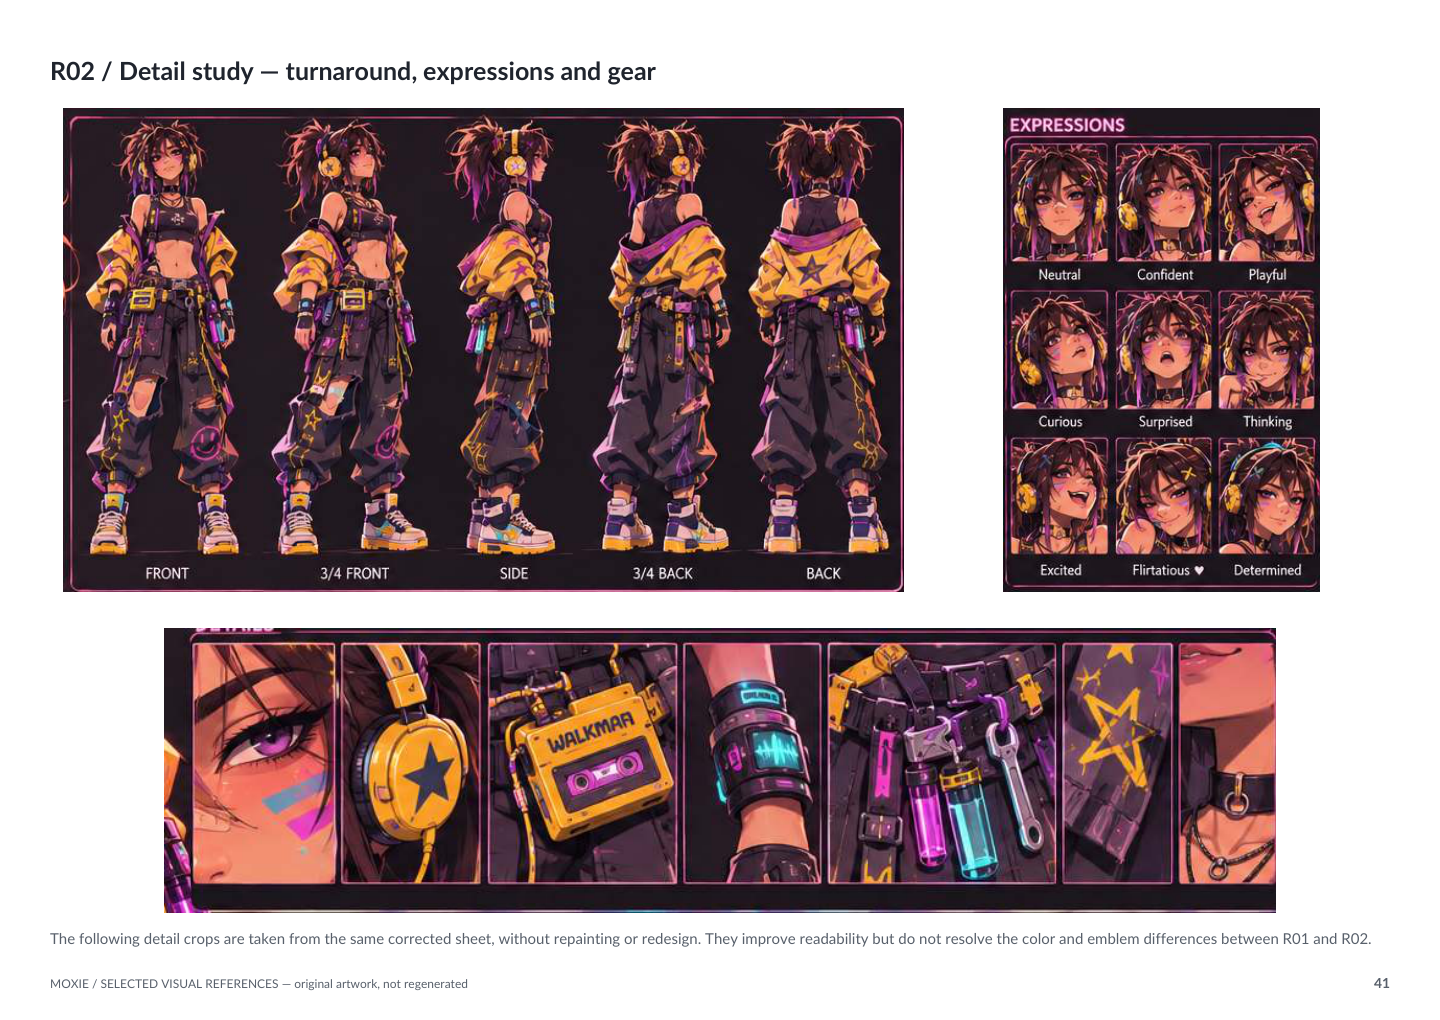 R02 / Detail study — turnaround, expressions and gear
FRONT
3/4 FRONT
SIDE
3/4 BACK
BACK
EXPRESSIONS
Neutral
Confident
Playful
Curious
Surprised
Thinking
Excited
Flirtatious ♥
Determined
WALKMAR
The following detail crops are taken from the same corrected sheet, without repainting or redesign. They improve readability but do not resolve the color and emblem differences between R01 and R02.
MOXIE / SELECTED VISUAL REFERENCES — original artwork, not regenerated
41